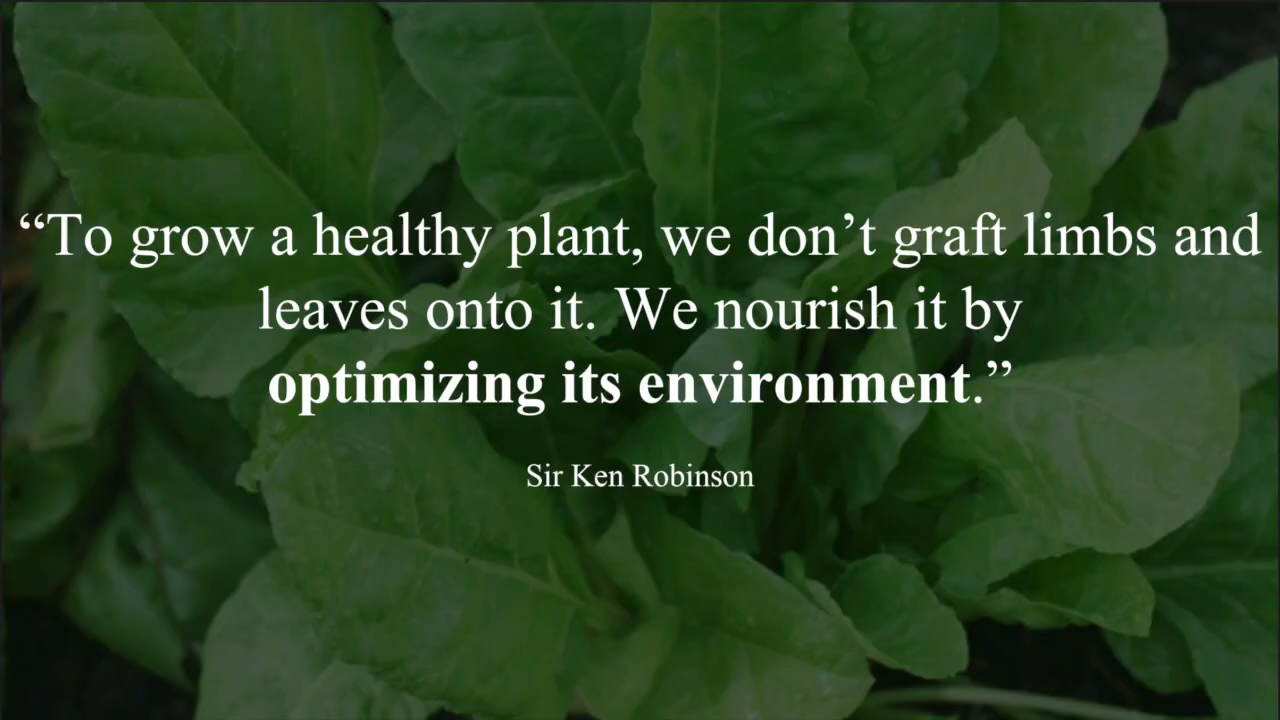 “To grow a healthy plant, we don’t graft limbs and
leaves onto it. We nourish it by
optimizing its environment.”
Sir Ken Robinson